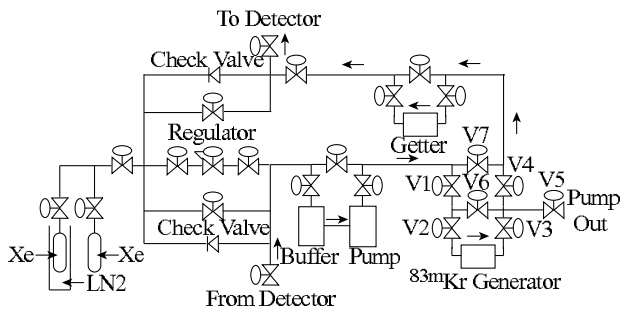 To Detector
Check Valve
Regulator
Getter
V7
V1
V6
V4
V5
Pump
Out
V2
V3
Check Valve
Xe
Xe
LN2
Buffer
Pump
83mKr Generator
From Detector